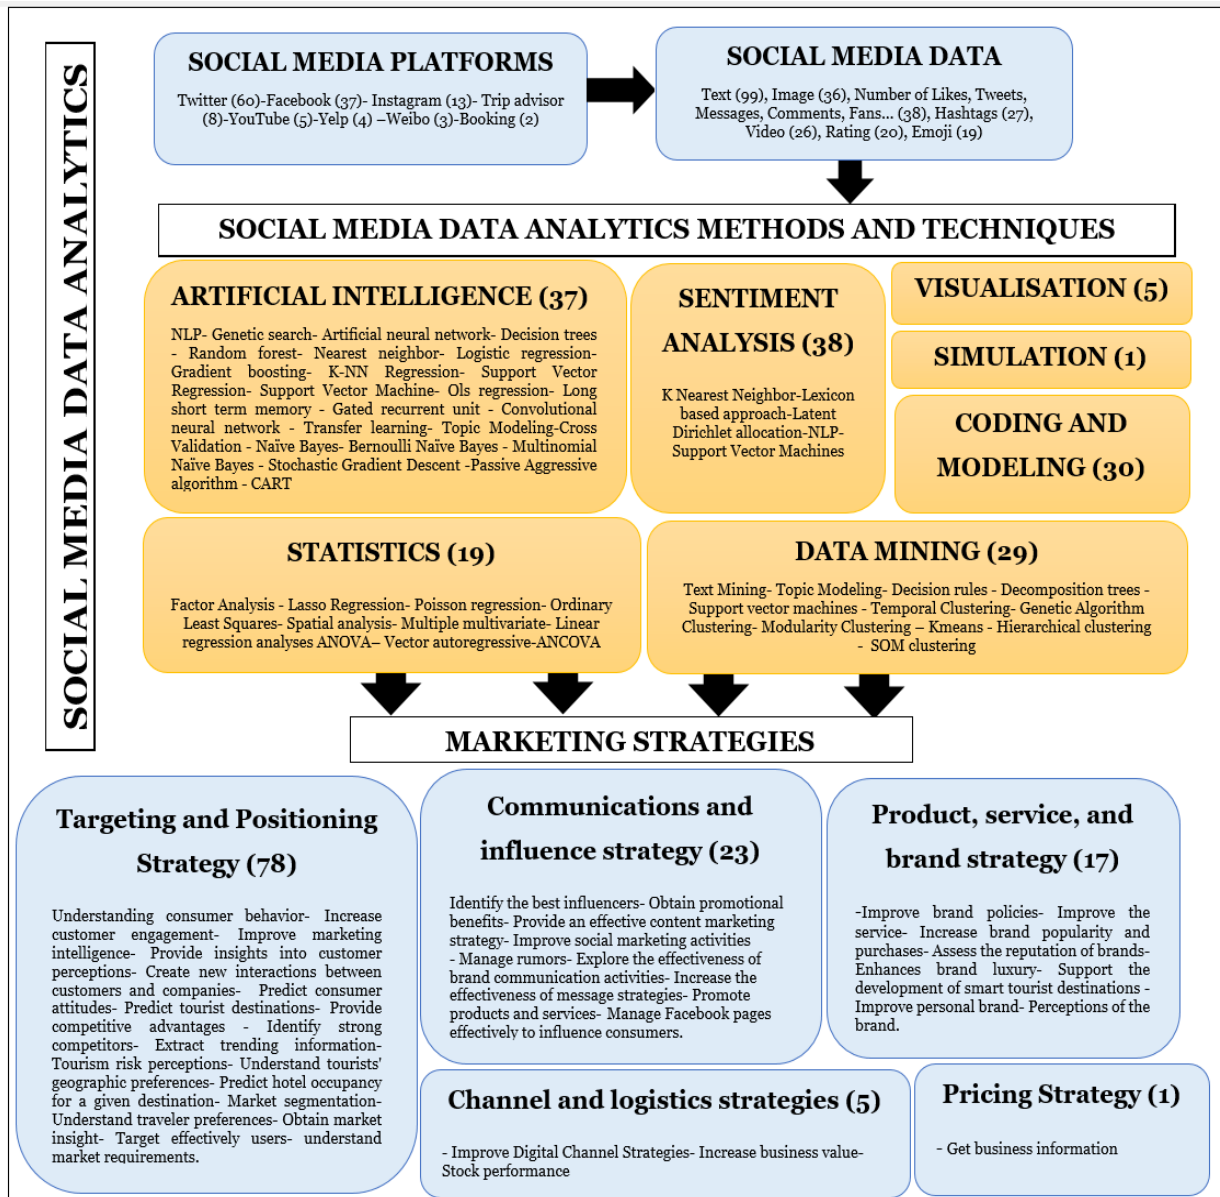 SOCIAL MEDIA DATA ANALYTICS
SOCIAL MEDIA PLATFORMS
Twitter (60)-Facebook (37)- Instagram (13)- Trip advisor
(8)-YouTube (5)-Yelp (4) –Weibo (3)-Booking (2)
SOCIAL MEDIA DATA
Text (99), Image (36), Number of Likes, Tweets,
Messages, Comments, Fans... (38), Hashtags (27),
Video (26), Rating (20), Emoji (19)
SOCIAL MEDIA DATA ANALYTICS METHODS AND TECHNIQUES
ARTIFICIAL INTELLIGENCE (37)
NLP- Genetic search- Artificial neural network- Decision trees
- Random forest- Nearest neighbor- Logistic regression-
Gradient boosting- K-NN Regression- Support Vector
Regression- Support Vector Machine- Ols regression- Long
short term memory - Gated recurrent unit - Convolutional
neural network - Transfer learning- Topic Modeling-Cross
Validation - Naïve Bayes- Bernoulli Naïve Bayes - Multinomial
Naïve Bayes - Stochastic Gradient Descent -Passive Aggressive
algorithm - CART
SENTIMENT
ANALYSIS (38)
K Nearest Neighbor-Lexicon
based approach-Latent
Dirichlet allocation-NLP-
Support Vector Machines
VISUALISATION (5)
SIMULATION (1)
CODING AND
MODELING (30)
STATISTICS (19)
Factor Analysis - Lasso Regression- Poisson regression- Ordinary
Least Squares- Spatial analysis- Multiple multivariate- Linear
regression analyses ANOVA– Vector autoregressive-ANCOVA
DATA MINING (29)
Text Mining- Topic Modeling- Decision rules - Decomposition trees -
Support vector machines - Temporal Clustering- Genetic Algorithm
Clustering- Modularity Clustering – Kmeans - Hierarchical clustering
- SOM clustering
MARKETING STRATEGIES
Targeting and Positioning
Strategy (78)
Understanding consumer behavior- Increase
customer engagement- Improve marketing
intelligence- Provide insights into customer
perceptions- Create new interactions between
customers and companies- Predict consumer
attitudes- Predict tourist destinations- Provide
competitive advantages - Identify strong
competitors- Extract trending information-
Tourism risk perceptions- Understand tourists'
geographic preferences- Predict hotel occupancy
for a given destination- Market segmentation-
Understand traveler preferences- Obtain market
insight- Target effectively users- understand
market requirements.
Communications and
influence strategy (23)
Identify the best influencers- Obtain promotional
benefits- Provide an effective content marketing
strategy- Improve social marketing activities
- Manage rumors- Explore the effectiveness of
brand communication activities- Increase the
effectiveness of message strategies- Promote
products and services- Manage Facebook pages
effectively to influence consumers.
Product, service, and
brand strategy (17)
-Improve brand policies- Improve the
service- Increase brand popularity and
purchases- Assess the reputation of brands-
Enhances brand luxury- Support the
development of smart tourist destinations -
Improve personal brand- Perceptions of the
brand.
Channel and logistics strategies (5)
- Improve Digital Channel Strategies- Increase business value-
Stock performance
Pricing Strategy (1)
- Get business information